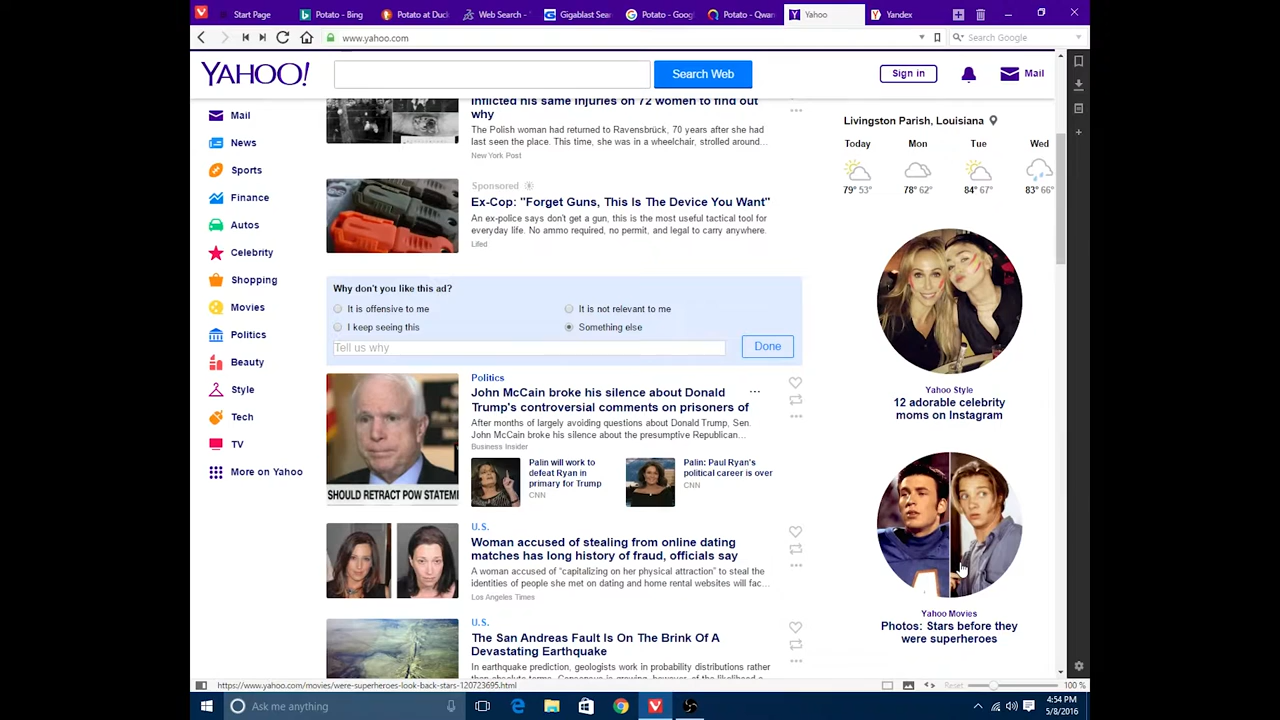 Start Page
Potato - Bing
Potato at Duck
Web Search -
Gigablast Sea
Potato - Goog
Potato - Qwan
Yahoo
Yandex
www.yahoo.com
Search Google
YAHOO!
Search Web
Sign in
Mail
Mail
News
Sports
Finance
Autos
Celebrity
Shopping
Movies
Politics
Beauty
Style
Tech
TV
More on Yahoo
inflicted his same injuries on 72 women to find out
why
The Polish woman had returned to Ravensbrück, 70 years after she had
last seen the place. This time, she was in a wheelchair, strolled around...
New York Post
Sponsored
Ex-Cop: "Forget Guns, This Is The Device You Want"
An ex-police says don't get a gun, this is the most useful tactical tool for
everyday life. No ammo required, no permit, and legal to carry anywhere.
Lifed
Why don't you like this ad?
It is offensive to me
It is not relevant to me
I keep seeing this
Something else
Tell us why
Done
Politics
John McCain broke his silence about Donald
Trump's controversial comments on prisoners of
After months of largely avoiding questions about Donald Trump, Sen.
John McCain broke his silence about the presumptive Republican...
Business Insider
SHOULD RETRACT POW STATEM
Palin will work to
defeat Ryan in
primary for Trump
CNN
Palin: Paul Ryan's
political career is over
CNN
U.S.
Woman accused of stealing from online dating
matches has long history of fraud, officials say
A woman accused of "capitalizing on her physical attraction" to steal the
identities of people she met on dating and home rental websites will fac...
Los Angeles Times
U.S.
The San Andreas Fault Is On The Brink Of A
Devastating Earthquake
In earthquake prediction, geologists work in probability distributions rather
Livingston Parish, Louisiana
Today Mon Tue Wed
79° 53° 78° 62° 84° 67° 83° 66°
Yahoo Style
12 adorable celebrity
moms on Instagram
Yahoo Movies
Photos: Stars before they
were superheroes
https://www.yahoo.com/movies/were-superheroes-look-back-stars-120723695.html
Reset
100 %
Ask me anything
4:54 PM
5/8/2016